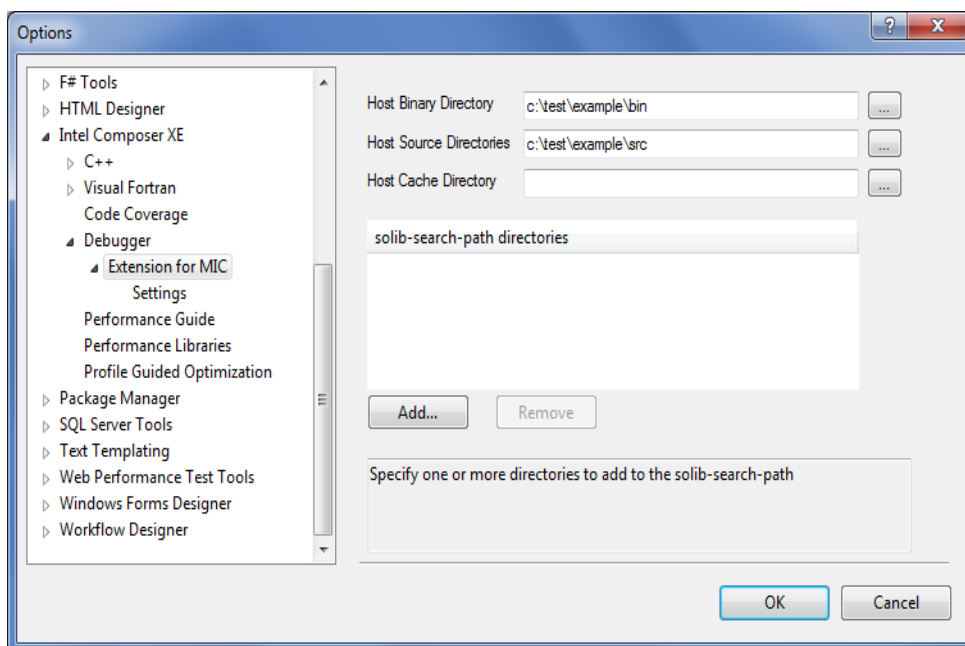 Options
F# Tools
HTML Designer
Intel Composer XE
C++
Visual Fortran
Code Coverage
Debugger
Extension for MIC
Settings
Performance Guide
Performance Libraries
Profile Guided Optimization
Package Manager
SQL Server Tools
Text Templating
Web Performance Test Tools
Windows Forms Designer
Workflow Designer
Host Binary Directory c:\test\example\bin ...
Host Source Directories c:\test\example\src ...
Host Cache Directory ...
solib-search-path directories
Add... Remove
Specify one or more directories to add to the solib-search-path
OK Cancel